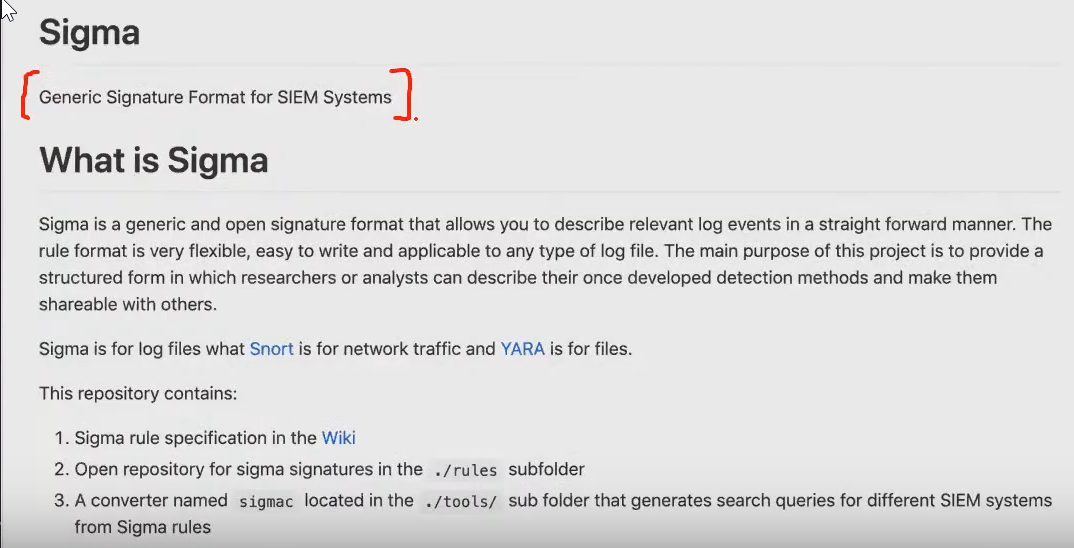 Sigma
Generic Signature Format for SIEM Systems
What is Sigma
Sigma is a generic and open signature format that allows you to describe relevant log events in a straight forward manner. The
rule format is very flexible, easy to write and applicable to any type of log file. The main purpose of this project is to provide a
structured form in which researchers or analysts can describe their once developed detection methods and make them
shareable with others.
Sigma is for log files what Snort is for network traffic and YARA is for files.
This repository contains:
1. Sigma rule specification in the Wiki
2. Open repository for sigma signatures in the ./rules subfolder
3. A converter named sigmac located in the ./tools/ sub folder that generates search queries for different SIEM systems
from Sigma rules